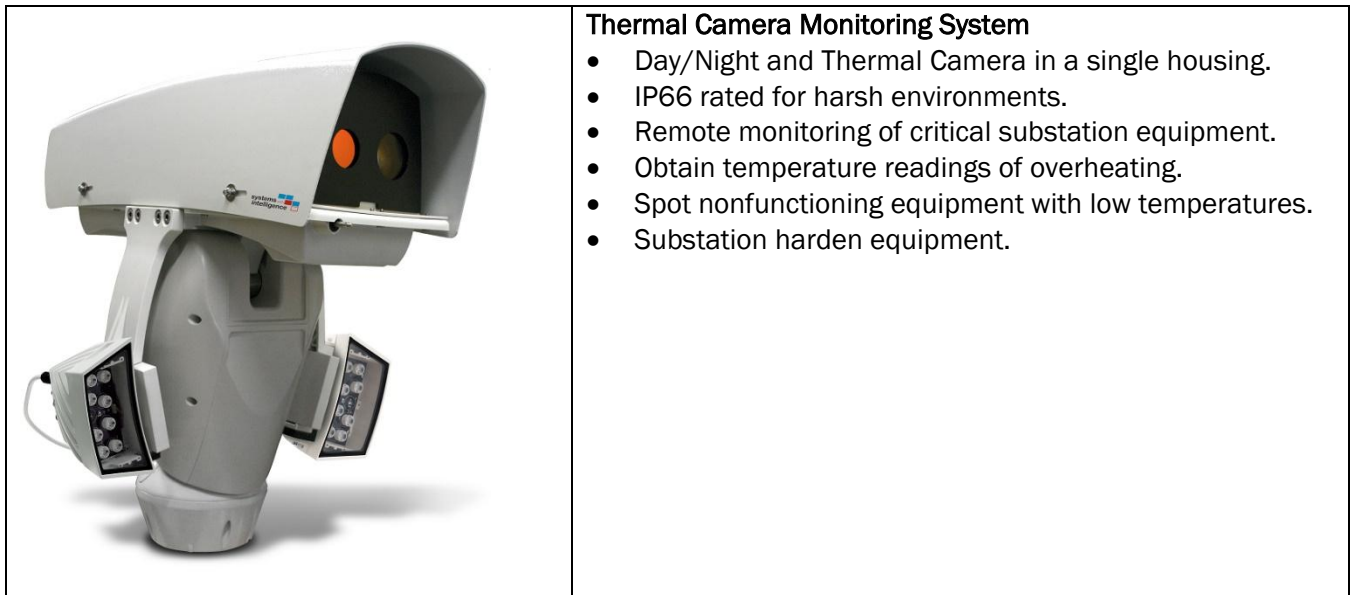 systems
intelligence
Thermal Camera Monitoring System
• Day/Night and Thermal Camera in a single housing.
• IP66 rated for harsh environments.
• Remote monitoring of critical substation equipment.
• Obtain temperature readings of overheating.
• Spot nonfunctioning equipment with low temperatures.
• Substation harden equipment.